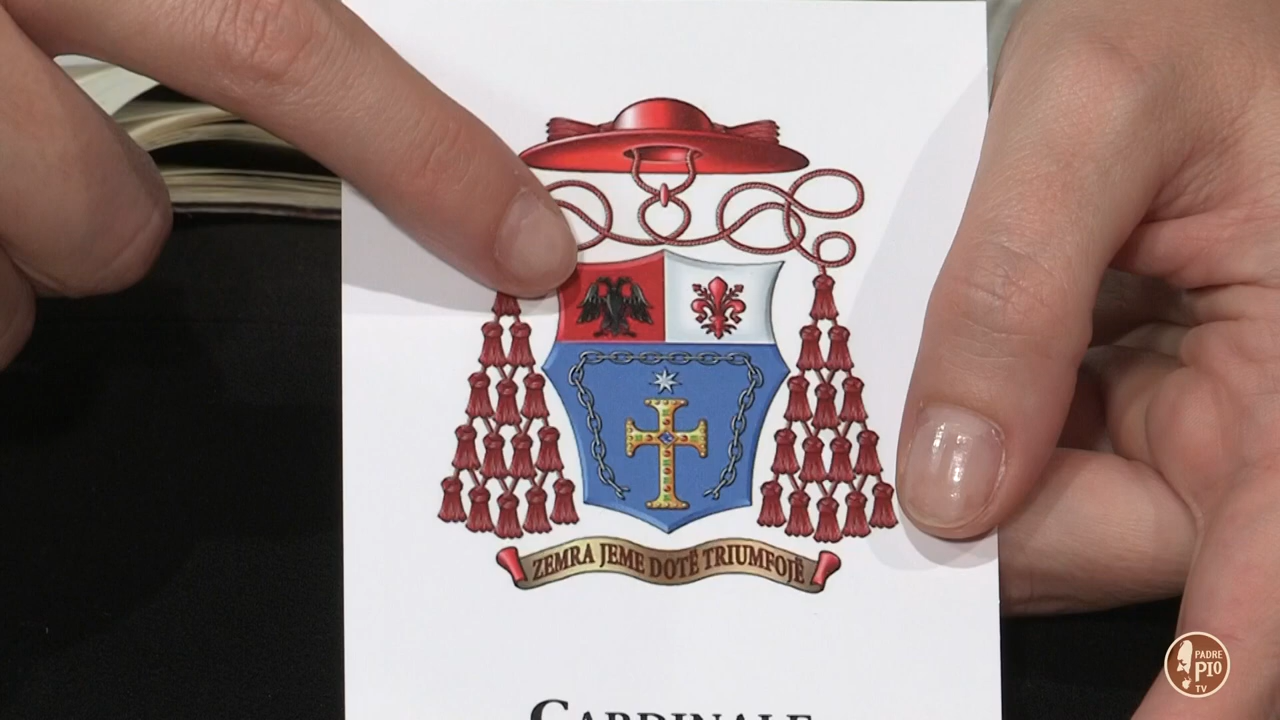 ZEMRA JEME DOTË TRIUMFOJË
CARDINALE
PADRE
PIO
TV